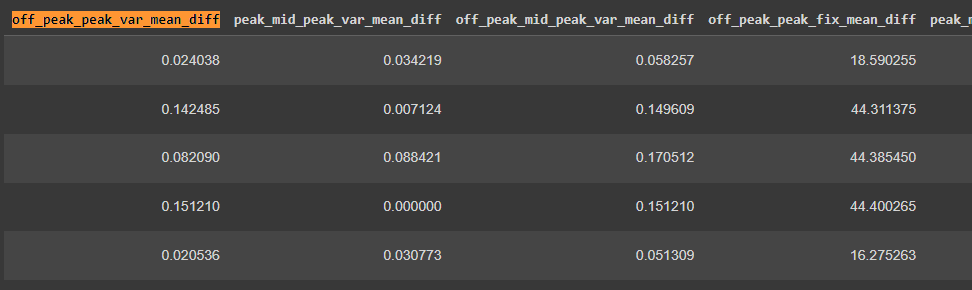 off_peak_peak_var_mean_diff peak_mid_peak_var_mean_diff off_peak_mid_peak_var_mean_diff off_peak_peak_fix_mean_diff peak_m
0.024038 0.034219 0.058257 18.590255
0.142485 0.007124 0.149609 44.311375
0.082090 0.088421 0.170512 44.385450
0.151210 0.000000 0.151210 44.400265
0.020536 0.030773 0.051309 16.275263